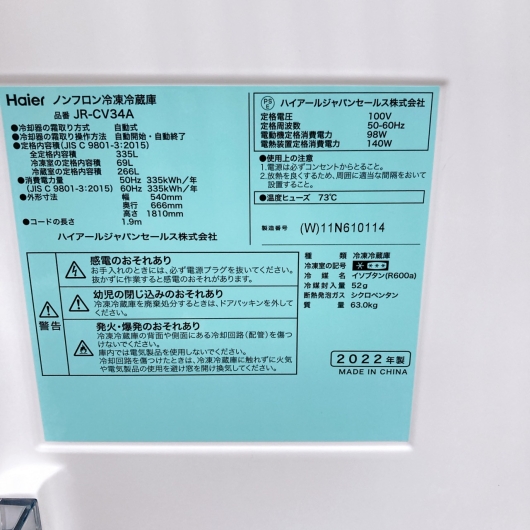 Haier ノンフロン冷凍冷蔵庫
品番 JR-CV34A
●冷却器の霜取り方式 自動式
●冷却器の霜取り操作方法 自動開始・自動終了
●定格内容積(JIS C 9801-3:2015)
全定格内容積 335L
冷凍室の定格内容積 69L
冷蔵室の定格内容積 266L
●消費電力量 50Hz 335kWh/年
(JIS C 9801-3:2015) 60Hz 335kWh/年
●外形寸法 幅 540mm
奥行 666mm
高さ 1810mm
●コードの長さ 1.9m
ハイアールジャパンセールス株式会社
警告
感電のおそれあり
お手入れのときには、必ず電源プラグを抜いてください。
抜かずに作業すると感電のおそれがあります。
幼児の閉じ込めのおそれあり
冷凍冷蔵庫を廃棄処分するときは、ドアパッキンを外してください。
発火・爆発のおそれあり
冷凍冷蔵庫の背面や側面にある冷却回路(配管)を傷つけないでください。
庫内では電気製品を使用しないでください。
冷却回路を傷つけたときは、冷蔵庫に触れずに火気や電気製品の使用を避け窓を開け換気してください。
PS
E
ハイアールジャパンセールス株式会社
定格電圧 100V
定格周波数 50-60Hz
電動機定格消費電力 98W
電熱装置定格消費電力 140W
●使用上の注意
1.電源は必ずコンセントからとること。
2.放熱を良くするため、周囲に適当な間隔をおいて
設置すること。
●温度ヒューズ 73℃
製造番号 (W)11N610114
種類 冷凍冷蔵庫
冷凍室の記号
冷媒 イソブタン(R600a)
冷媒封入量 52g
断熱発泡ガス シクロペンタン
質量 63.0kg
2022年製
MADE IN CHINA